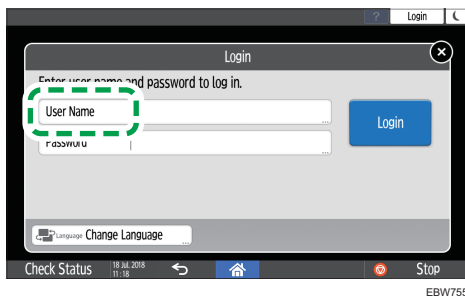 ? Login
Login
Enter user name and password to log in.
User Name ...
Login
Password ...
Language Change Language ...
Check Status 18 Jul. 2018 Stop
11:18
EBW755